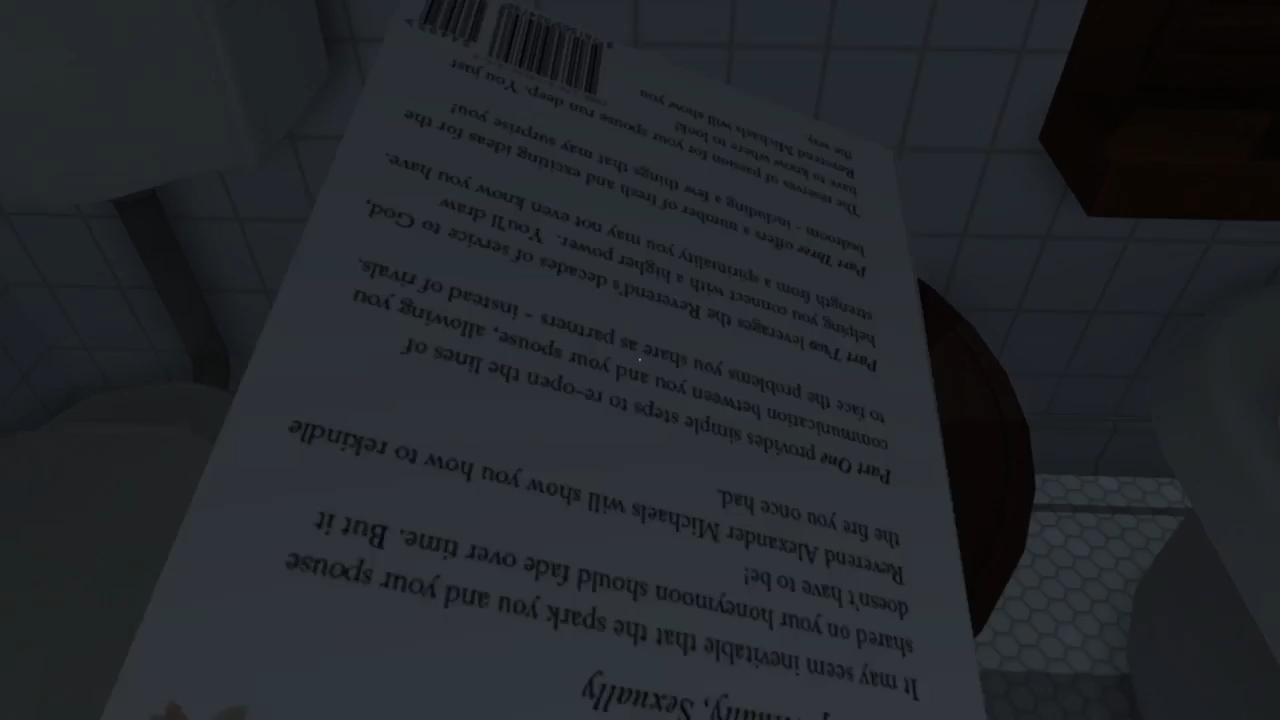 Sexually
It may seem inevitable that the spark you and your spouse
shared on your honeymoon should fade over time. But it
doesn't have to be!
Reverend Alexander Michaels will show you how to rekindle
the fire you once had.
Part One provides simple steps to re-open the lines of
communication between you and your spouse, allowing you
to face the problems you share as partners - instead of rivals.
Part Two leverages the Reverend's decades of service to God,
helping you connect with a higher power. You'll draw
strength from a spirituality you may not even know you have.
Part Three offers a number of fresh and exciting ideas for the
bedroom - including a few things that may surprise you!
The reserves of passion for your spouse run deep. You just
have to know where to look!
Reverend Michaels will show you
the way.